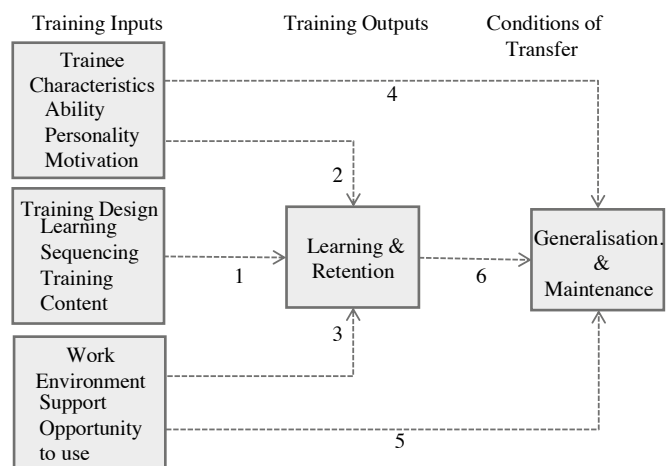 Training Inputs
Training Outputs
Conditions of
Transfer
Trainee
Characteristics
Ability
Personality
Motivation
4
2
Training Design
Learning
Sequencing
Training
Content
1
Learning &
Retention
6
Generalisation.
&
Maintenance
3
Work
Environment
Support
Opportunity
to use
5